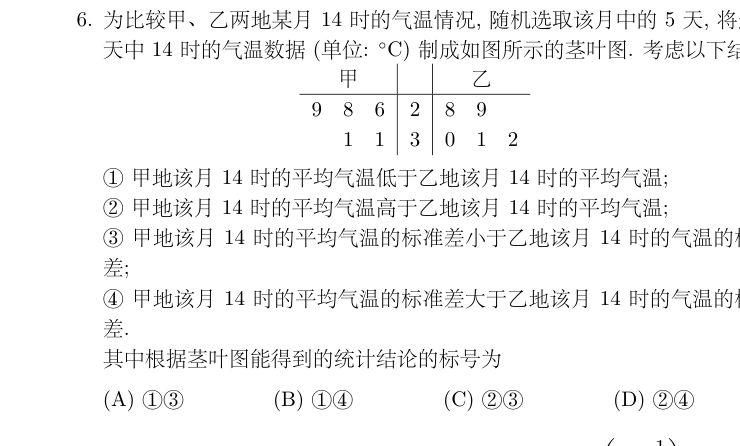 6. 为比较甲、乙两地某月 14 时的气温情况, 随机选取该月中的 5 天, 将
天中 14 时的气温数据 (单位: °C) 制成如图所示的茎叶图. 考虑以下结
甲 乙
9 8 6 2 8 9
1 1 3 0 1 2
① 甲地该月 14 时的平均气温低于乙地该月 14 时的平均气温;
② 甲地该月 14 时的平均气温高于乙地该月 14 时的平均气温;
③ 甲地该月 14 时的平均气温的标准差小于乙地该月 14 时的气温的
差;
④ 甲地该月 14 时的平均气温的标准差大于乙地该月 14 时的气温的
差.
其中根据茎叶图能得到的统计结论的标号为
(A) ①③ (B) ①④ (C) ②③ (D) ②④